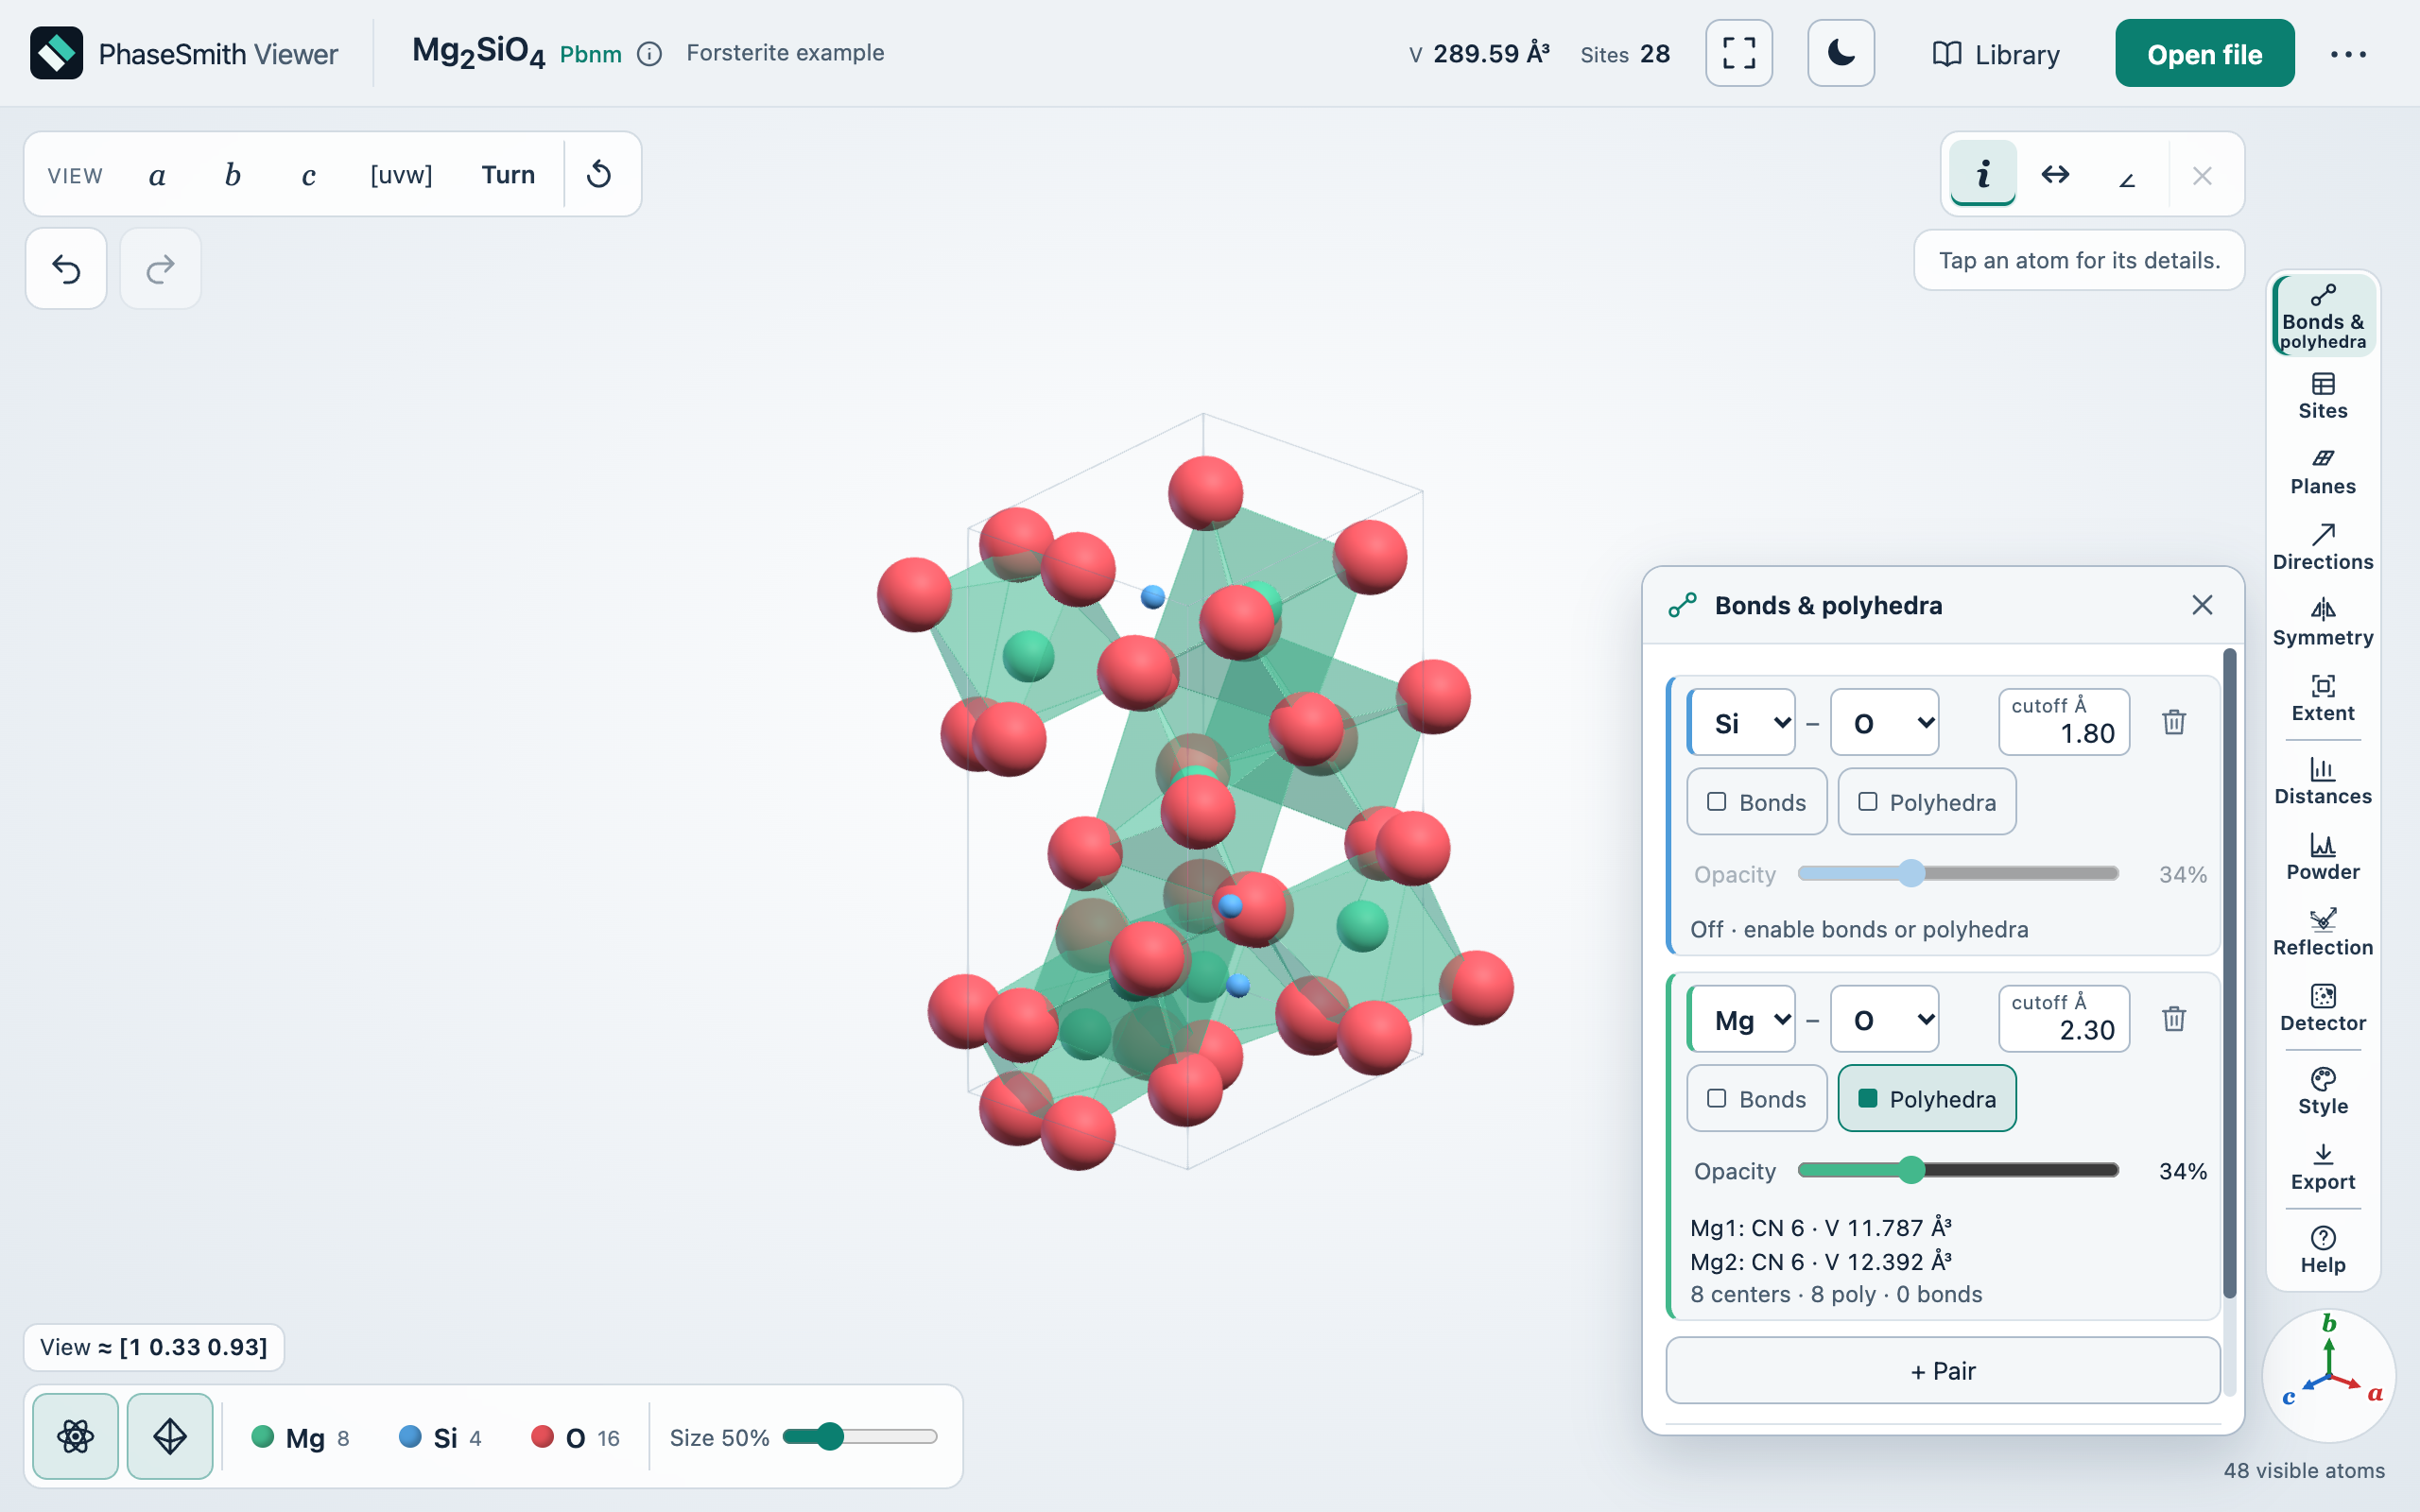 PhaseSmith Viewer
Mg₂SiO₄ Pbnm
Forsterite example
V 289.59 Å³
Sites 28
Library
Open file
VIEW a b c [uvw] Turn
Tap an atom for its details.
Bonds & polyhedra
Sites
Planes
Directions
Symmetry
Extent
Distances
Powder
Reflection
Detector
Style
Export
Help
Bonds & polyhedra
Si – O cutoff Å 1.80
Bonds Polyhedra
Opacity 34%
Off · enable bonds or polyhedra
Mg – O cutoff Å 2.30
Bonds Polyhedra
Opacity 34%
Mg1: CN 6 · V 11.787 Å³
Mg2: CN 6 · V 12.392 Å³
8 centers · 8 poly · 0 bonds
+ Pair
View ≈ [1 0.33 0.93]
Mg 8 Si 4 O 16 Size 50%
b
c a
48 visible atoms